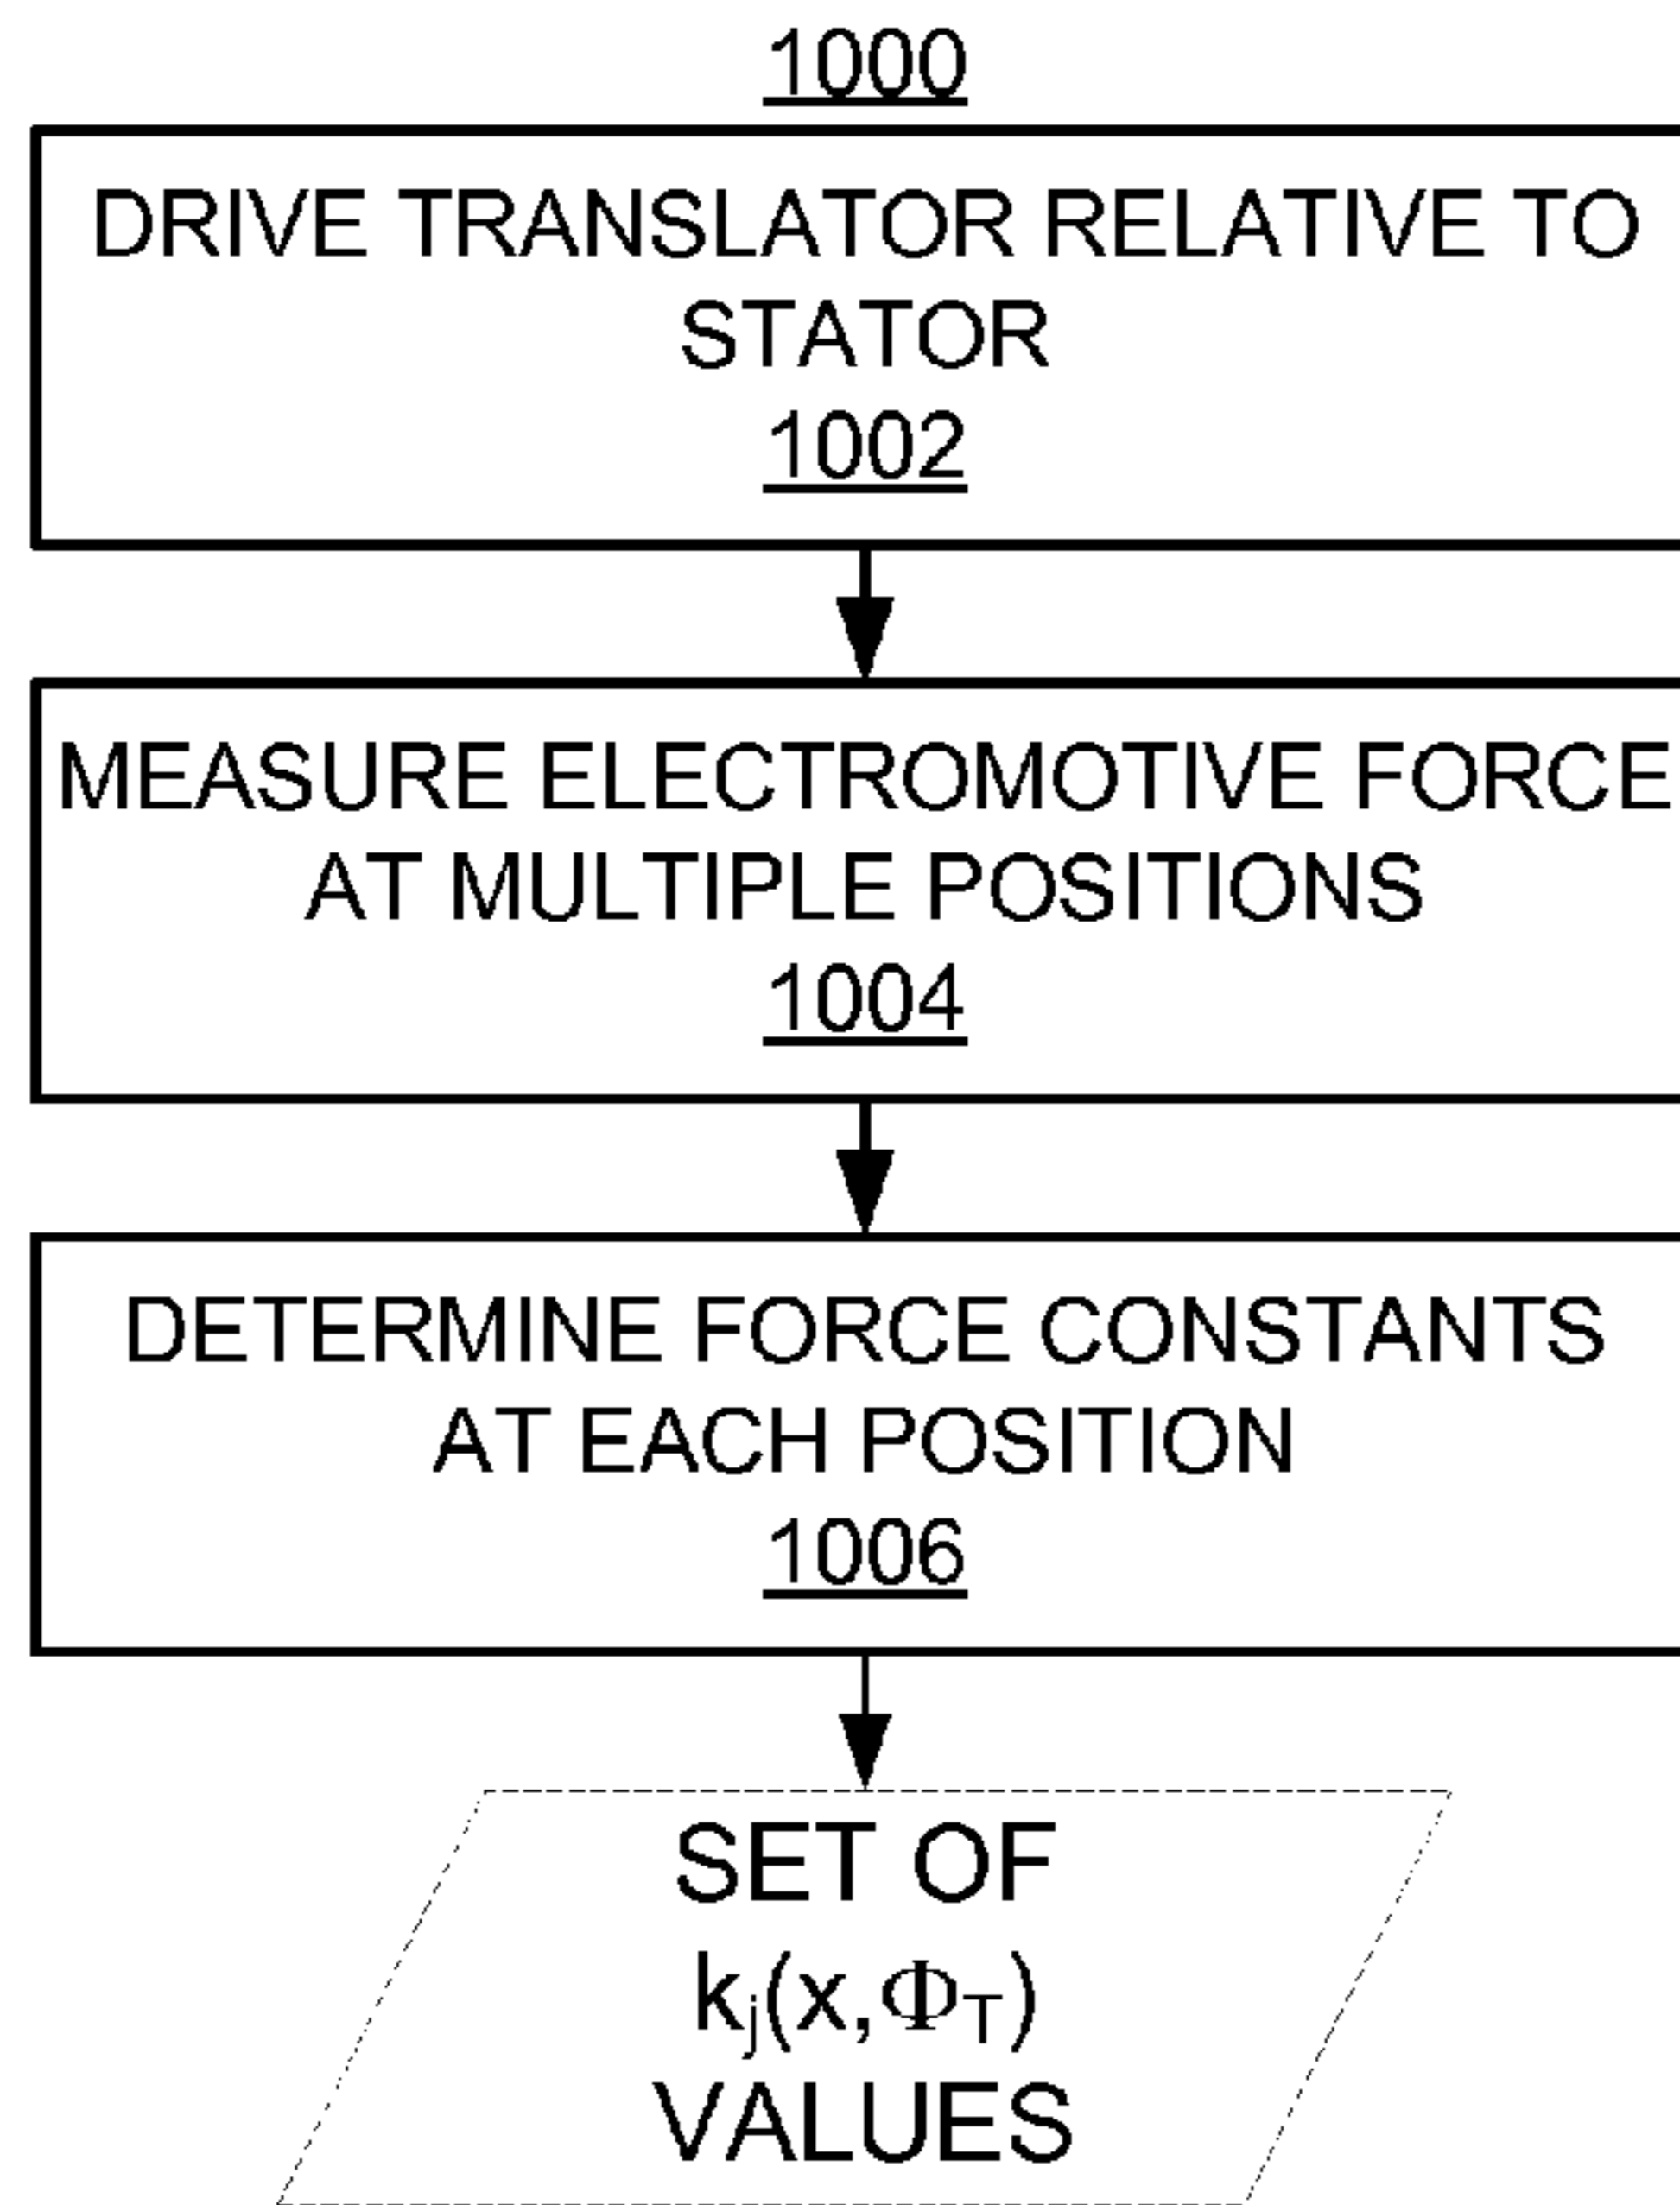 1000
DRIVE TRANSLATOR RELATIVE TO
STATOR
1002
MEASURE ELECTROMOTIVE FORCE
AT MULTIPLE POSITIONS
1004
DETERMINE FORCE CONSTANTS
AT EACH POSITION
1006
SET OF
kj(x,ΦT)
VALUES